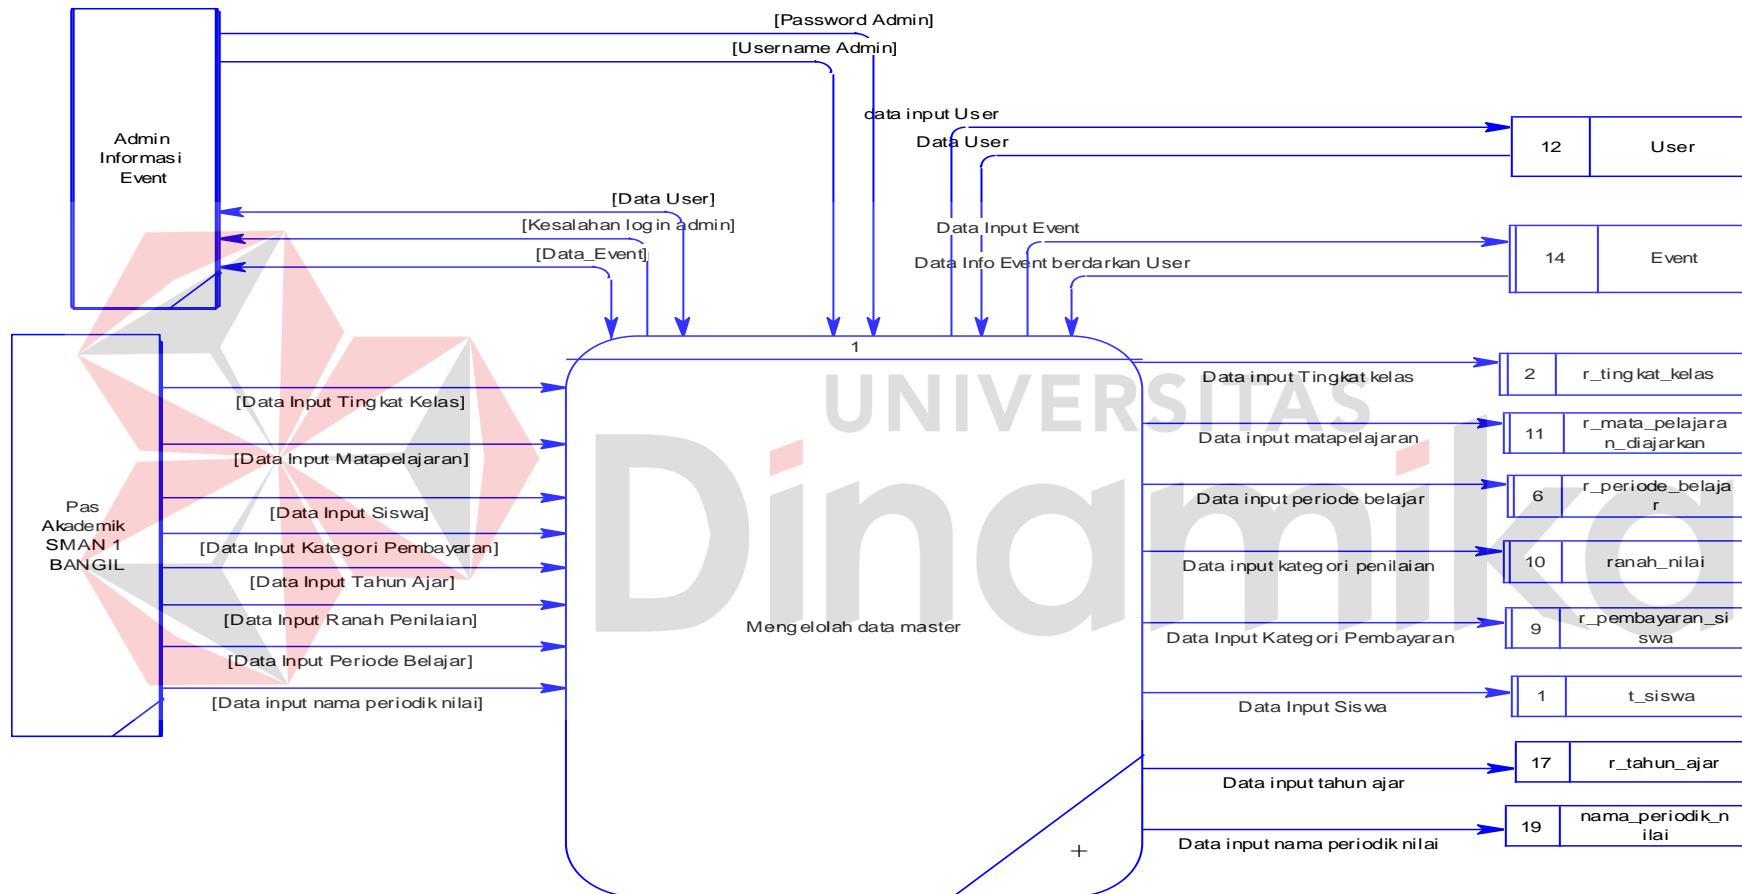 [Password Admin]
[Username Admin]
Admin
Informasi
Event
data input User
Data User
12
User
[Data User]
[Kesalahan login admin]
[Data_Event]
Data Input Event
Data Info Event berdarkan User
14
Event
1
Mengelolah data master
+
Pas
Akademik
SMAN 1
BANGIL
[Data Input Tingkat Kelas]
[Data Input Matapelajaran]
[Data Input Siswa]
[Data Input Kategori Pembayaran]
[Data Input Tahun Ajar]
[Data Input Ranah Penilaian]
[Data Input Periode Belajar]
[Data input nama periodik nilai]
Data input Tingkat kelas
2
r_tingkat_kelas
Data input matapelajaran
11
r_mata_pelajara
n_diajarkan
Data input periode belajar
6
r_periode_belaja
r
Data input kategori penilaian
10
ranah_nilai
Data Input Kategori Pembayaran
9
r_pembayaran_si
swa
Data Input Siswa
1
t_siswa
Data input tahun ajar
17
r_tahun_ajar
Data input nama periodik nilai
19
nama_periodik_n
ilai
UNIVERSITAS
Dinamika